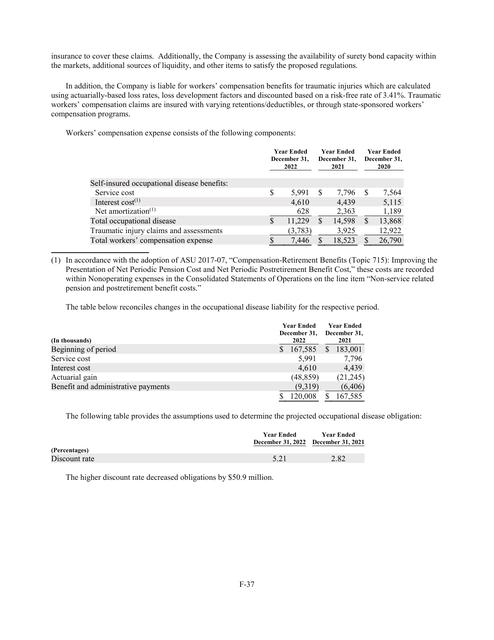 insurance to cover these claims.  Additionally, the Company is assessing the availability of surety bond capacity within
the markets, additional sources of liquidity, and other items to satisfy the proposed regulations.
In addition, the Company is liable for workers’ compensation benefits for traumatic injuries which are calculated
using actuarially-based loss rates, loss development factors and discounted based on a risk-free rate of 3.41%. Traumatic
workers’ compensation claims are insured with varying retentions/deductibles, or through state-sponsored workers’
compensation programs.
Workers’ compensation expense consists of the following components:
Year Ended Year Ended Year Ended
December 31, December 31, December 31,
2022 2021 2020
Self-insured occupational disease benefits:
Service cost $ 5,991 $ 7,796 $ 7,564
Interest cost(1) 4,610 4,439 5,115
Net amortization(1) 628 2,363 1,189
Total occupational disease $ 11,229 $ 14,598 $ 13,868
Traumatic injury claims and assessments (3,783) 3,925 12,922
Total workers’ compensation expense $ 7,446 $ 18,523 $ 26,790
(1) In accordance with the adoption of ASU 2017-07, “Compensation-Retirement Benefits (Topic 715): Improving the
Presentation of Net Periodic Pension Cost and Net Periodic Postretirement Benefit Cost,” these costs are recorded
within Nonoperating expenses in the Consolidated Statements of Operations on the line item “Non-service related
pension and postretirement benefit costs.”
The table below reconciles changes in the occupational disease liability for the respective period.
Year Ended Year Ended
December 31, December 31,
(In thousands) 2022 2021
Beginning of period $ 167,585 $ 183,001
Service cost 5,991 7,796
Interest cost 4,610 4,439
Actuarial gain (48,859) (21,245)
Benefit and administrative payments (9,319) (6,406)
$ 120,008 $ 167,585
The following table provides the assumptions used to determine the projected occupational disease obligation:
Year Ended Year Ended
December 31, 2022 December 31, 2021
(Percentages)
Discount rate 5.21 2.82
The higher discount rate decreased obligations by $50.9 million.
F-37